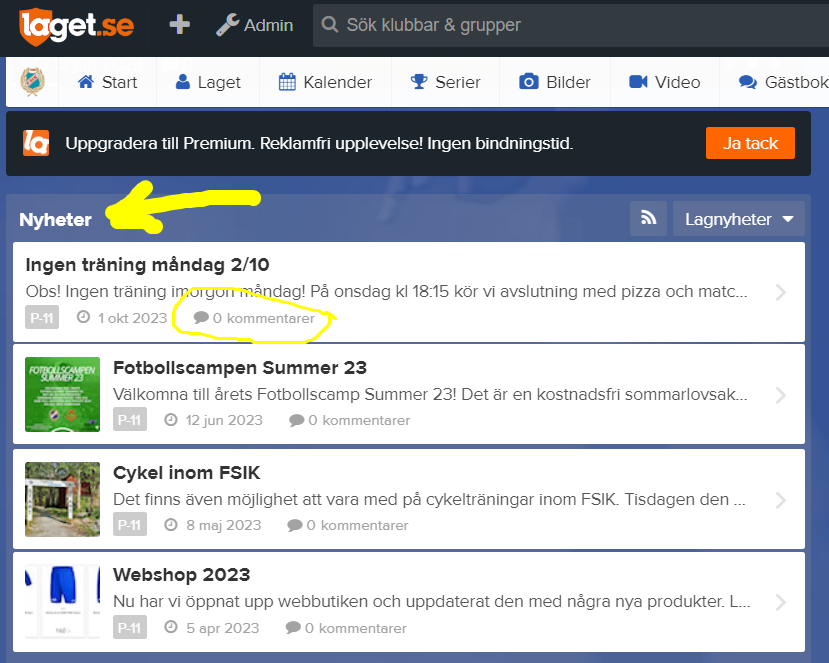 laget.se Admin Sök klubbar & grupper
Start Laget Kalender Serier Bilder Video Gästbok
Uppgradera till Premium. Reklamfri upplevelse! Ingen bindningstid. Ja tack
Nyheter Lagnyheter
Ingen träning måndag 2/10
Obs! Ingen träning imorgon måndag! På onsdag kl 18:15 kör vi avslutning med pizza och matc...
P-11 1 okt 2023 0 kommentarer
FOTBOLLSCAMPEN
SUMMER 23
Fotbollscampen Summer 23
Välkomna till årets Fotbollscamp Summer 23! Det är en kostnadsfri sommarlovsak...
P-11 12 jun 2023 0 kommentarer
Cykel inom FSIK
Det finns även möjlighet att vara med på cykelträningar inom FSIK. Tisdagen den ...
P-11 8 maj 2023 0 kommentarer
Webshop 2023
Nu har vi öppnat upp webbutiken och uppdaterat den med några nya produkter. L...
P-11 5 apr 2023 0 kommentarer